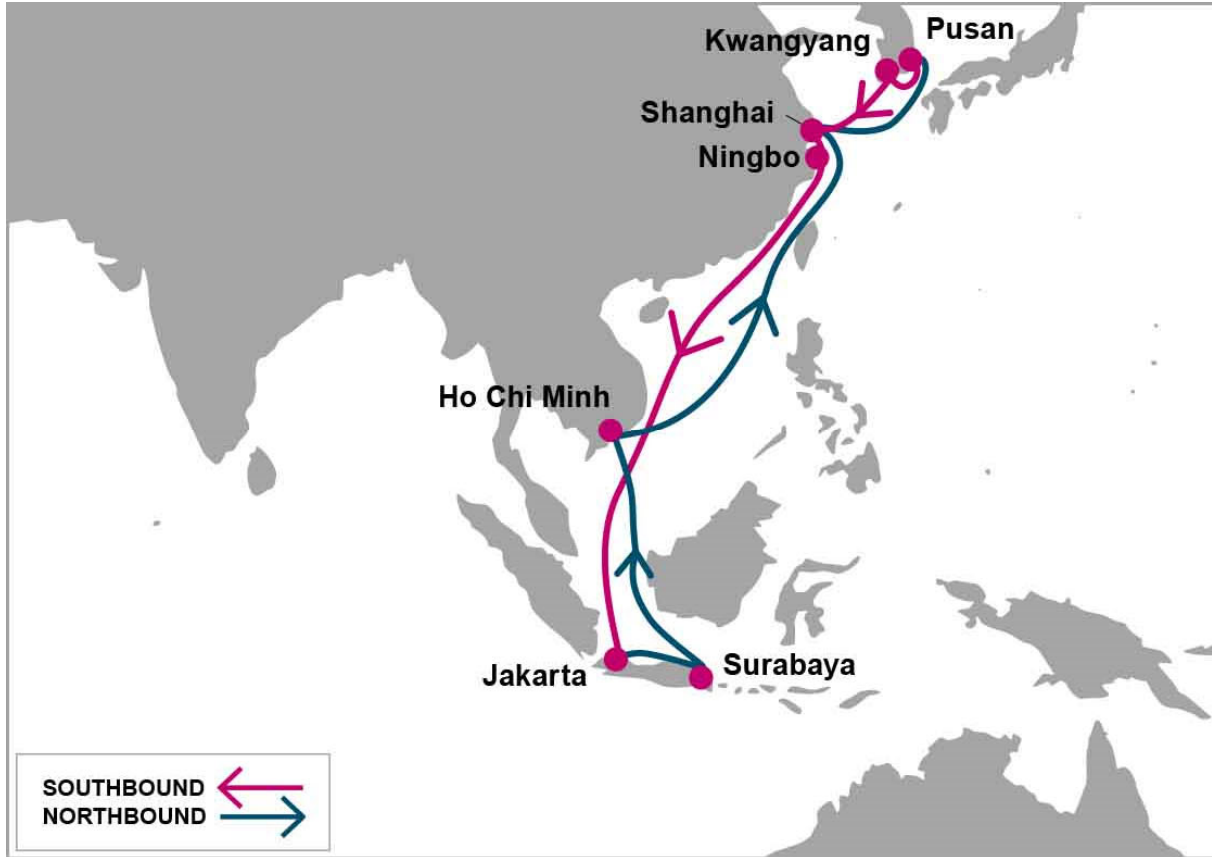 Pusan
Kwangyang
Shanghai
Ningbo
Ho Chi Minh
Jakarta
Surabaya
SOUTHBOUND
NORTHBOUND